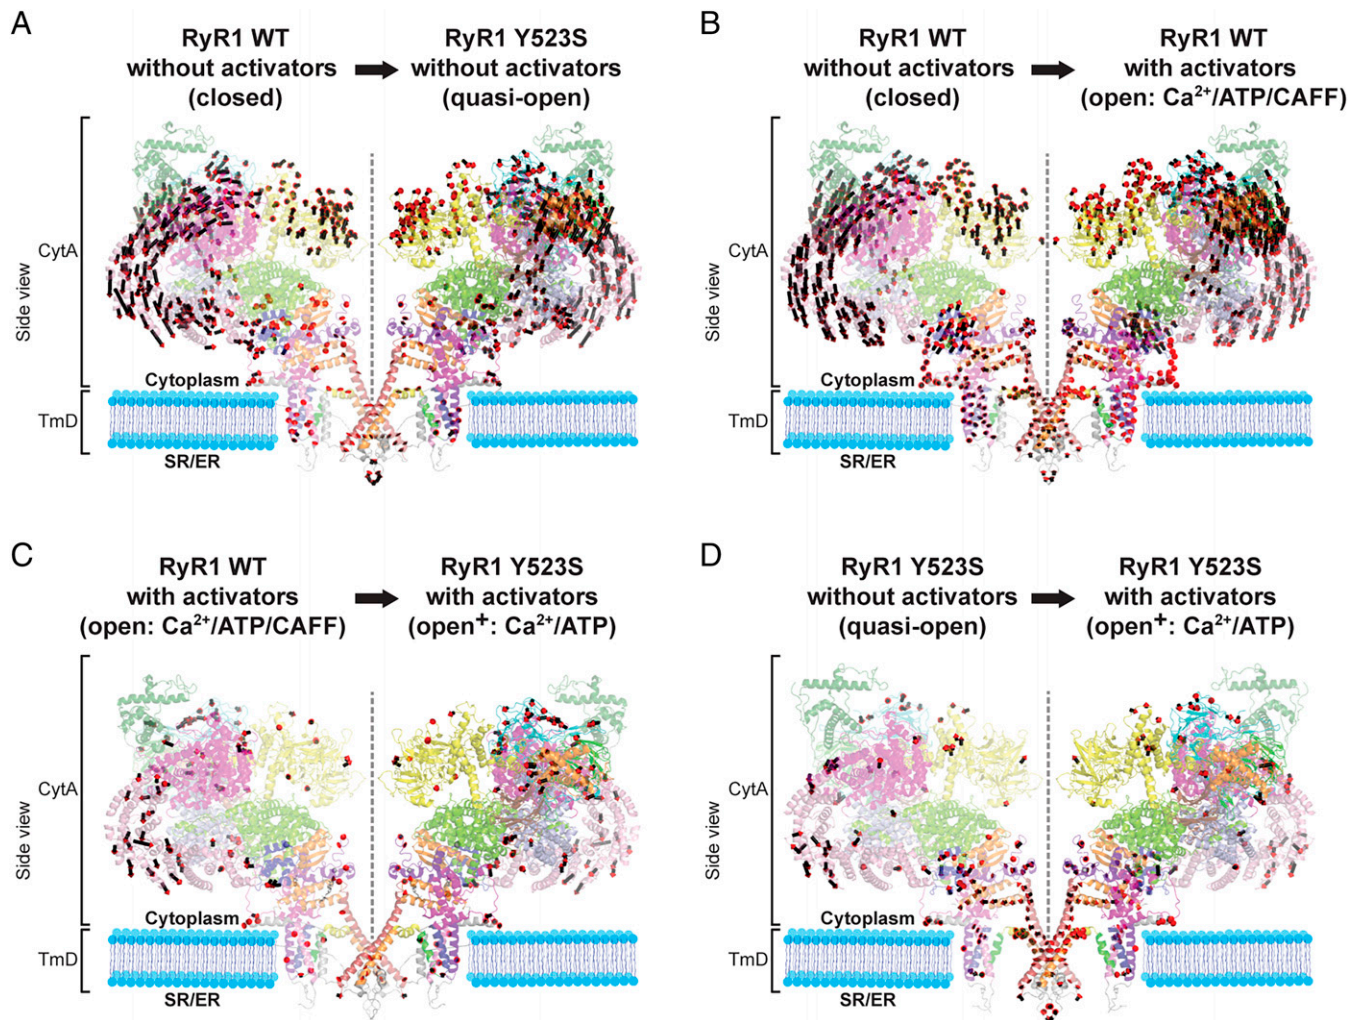 A
RyR1 WT
without activators
(closed)
RyR1 Y523S
without activators
(quasi-open)
CytA
Side view
Cytoplasm
TmD
SR/ER
B
RyR1 WT
without activators
(closed)
RyR1 WT
with activators
(open: Ca²⁺/ATP/CAFF)
CytA
Side view
Cytoplasm
TmD
SR/ER
C
RyR1 WT
with activators
(open: Ca²⁺/ATP/CAFF)
RyR1 Y523S
with activators
(open⁺: Ca²⁺/ATP)
CytA
Side view
Cytoplasm
TmD
SR/ER
D
RyR1 Y523S
without activators
(quasi-open)
RyR1 Y523S
with activators
(open⁺: Ca²⁺/ATP)
CytA
Side view
Cytoplasm
TmD
SR/ER